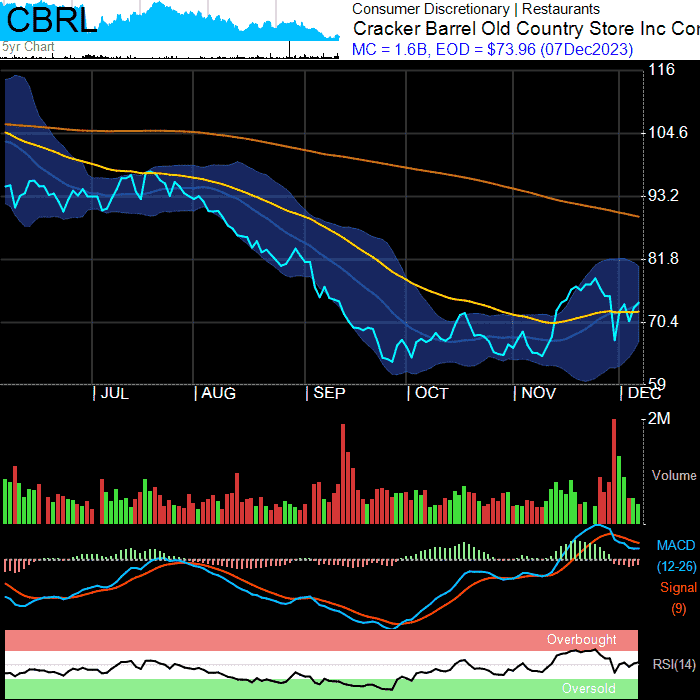 CBRL
5yr Chart
Consumer Discretionary | Restaurants
Cracker Barrel Old Country Store Inc Cor
MC = 1.6B, EOD = $73.96 (07Dec2023)
116
104.6
93.2
81.8
70.4
59
| JUL | AUG | SEP | OCT | NOV | DEC
2M
Volume
MACD
(12-26)
Signal
(9)
Overbought
RSI(14)
Oversold